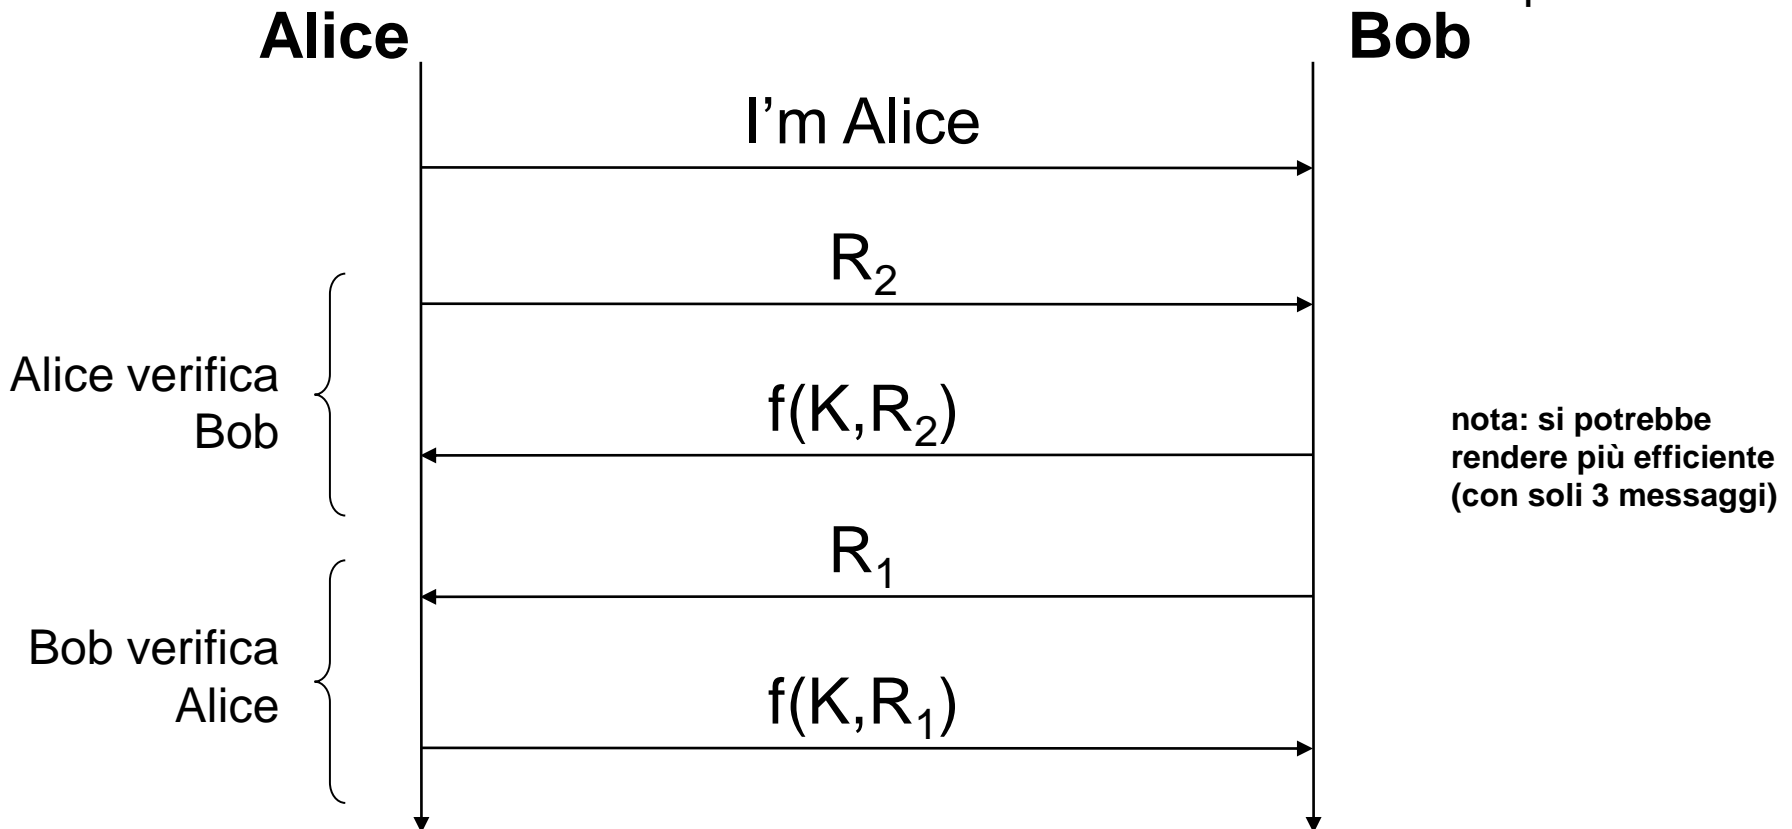 Alice
Bob
I'm Alice
R₂
Alice verifica
Bob
f(K,R₂)
nota: si potrebbe
rendere più efficiente
(con soli 3 messaggi)
R₁
Bob verifica
Alice
f(K,R₁)